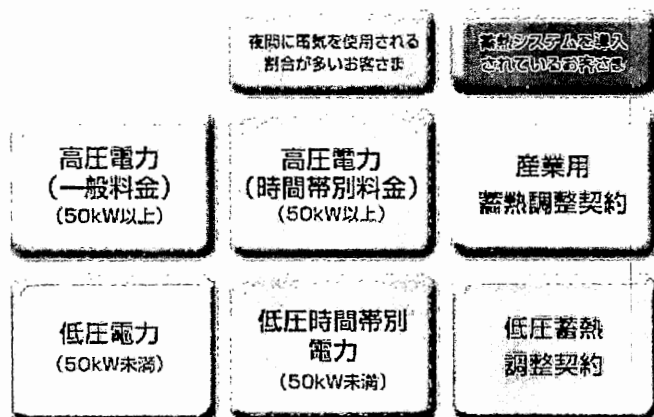 夜間に電気を使用される
割合が多いお客さま
蓄熱システムを導入
されているお客さま
高圧電力
(一般料金)
(50kW以上)
高圧電力
(時間帯別料金)
(50kW以上)
産業用
蓄熱調整契約
低圧電力
(50kW未満)
低圧時間帯別
電力
(50kW未満)
低圧蓄熱
調整契約